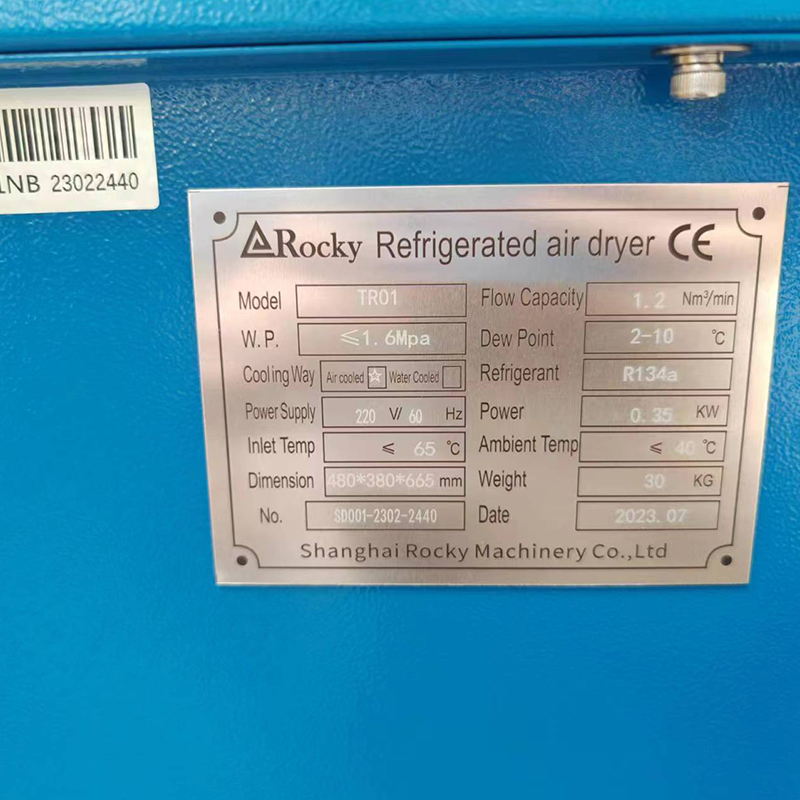 1NB 23022440
Rocky Refrigerated air dryer CE
Model TR01 Flow Capacity 1.2 Nm³/min
W.P. ≤1.6Mpa Dew Point 2-10 ℃
Cooling Way Air cooled ☆ Water Cooled Refrigerant R134a
Power Supply 220 V/ 60 Hz Power 0.35 KW
Inlet Temp ≤ 65 ℃ Ambient Temp ≤ 40 ℃
Dimension 480*380*665 mm Weight 30 KG
No. SD001-2302-2440 Date 2023.07
Shanghai Rocky Machinery Co.,Ltd